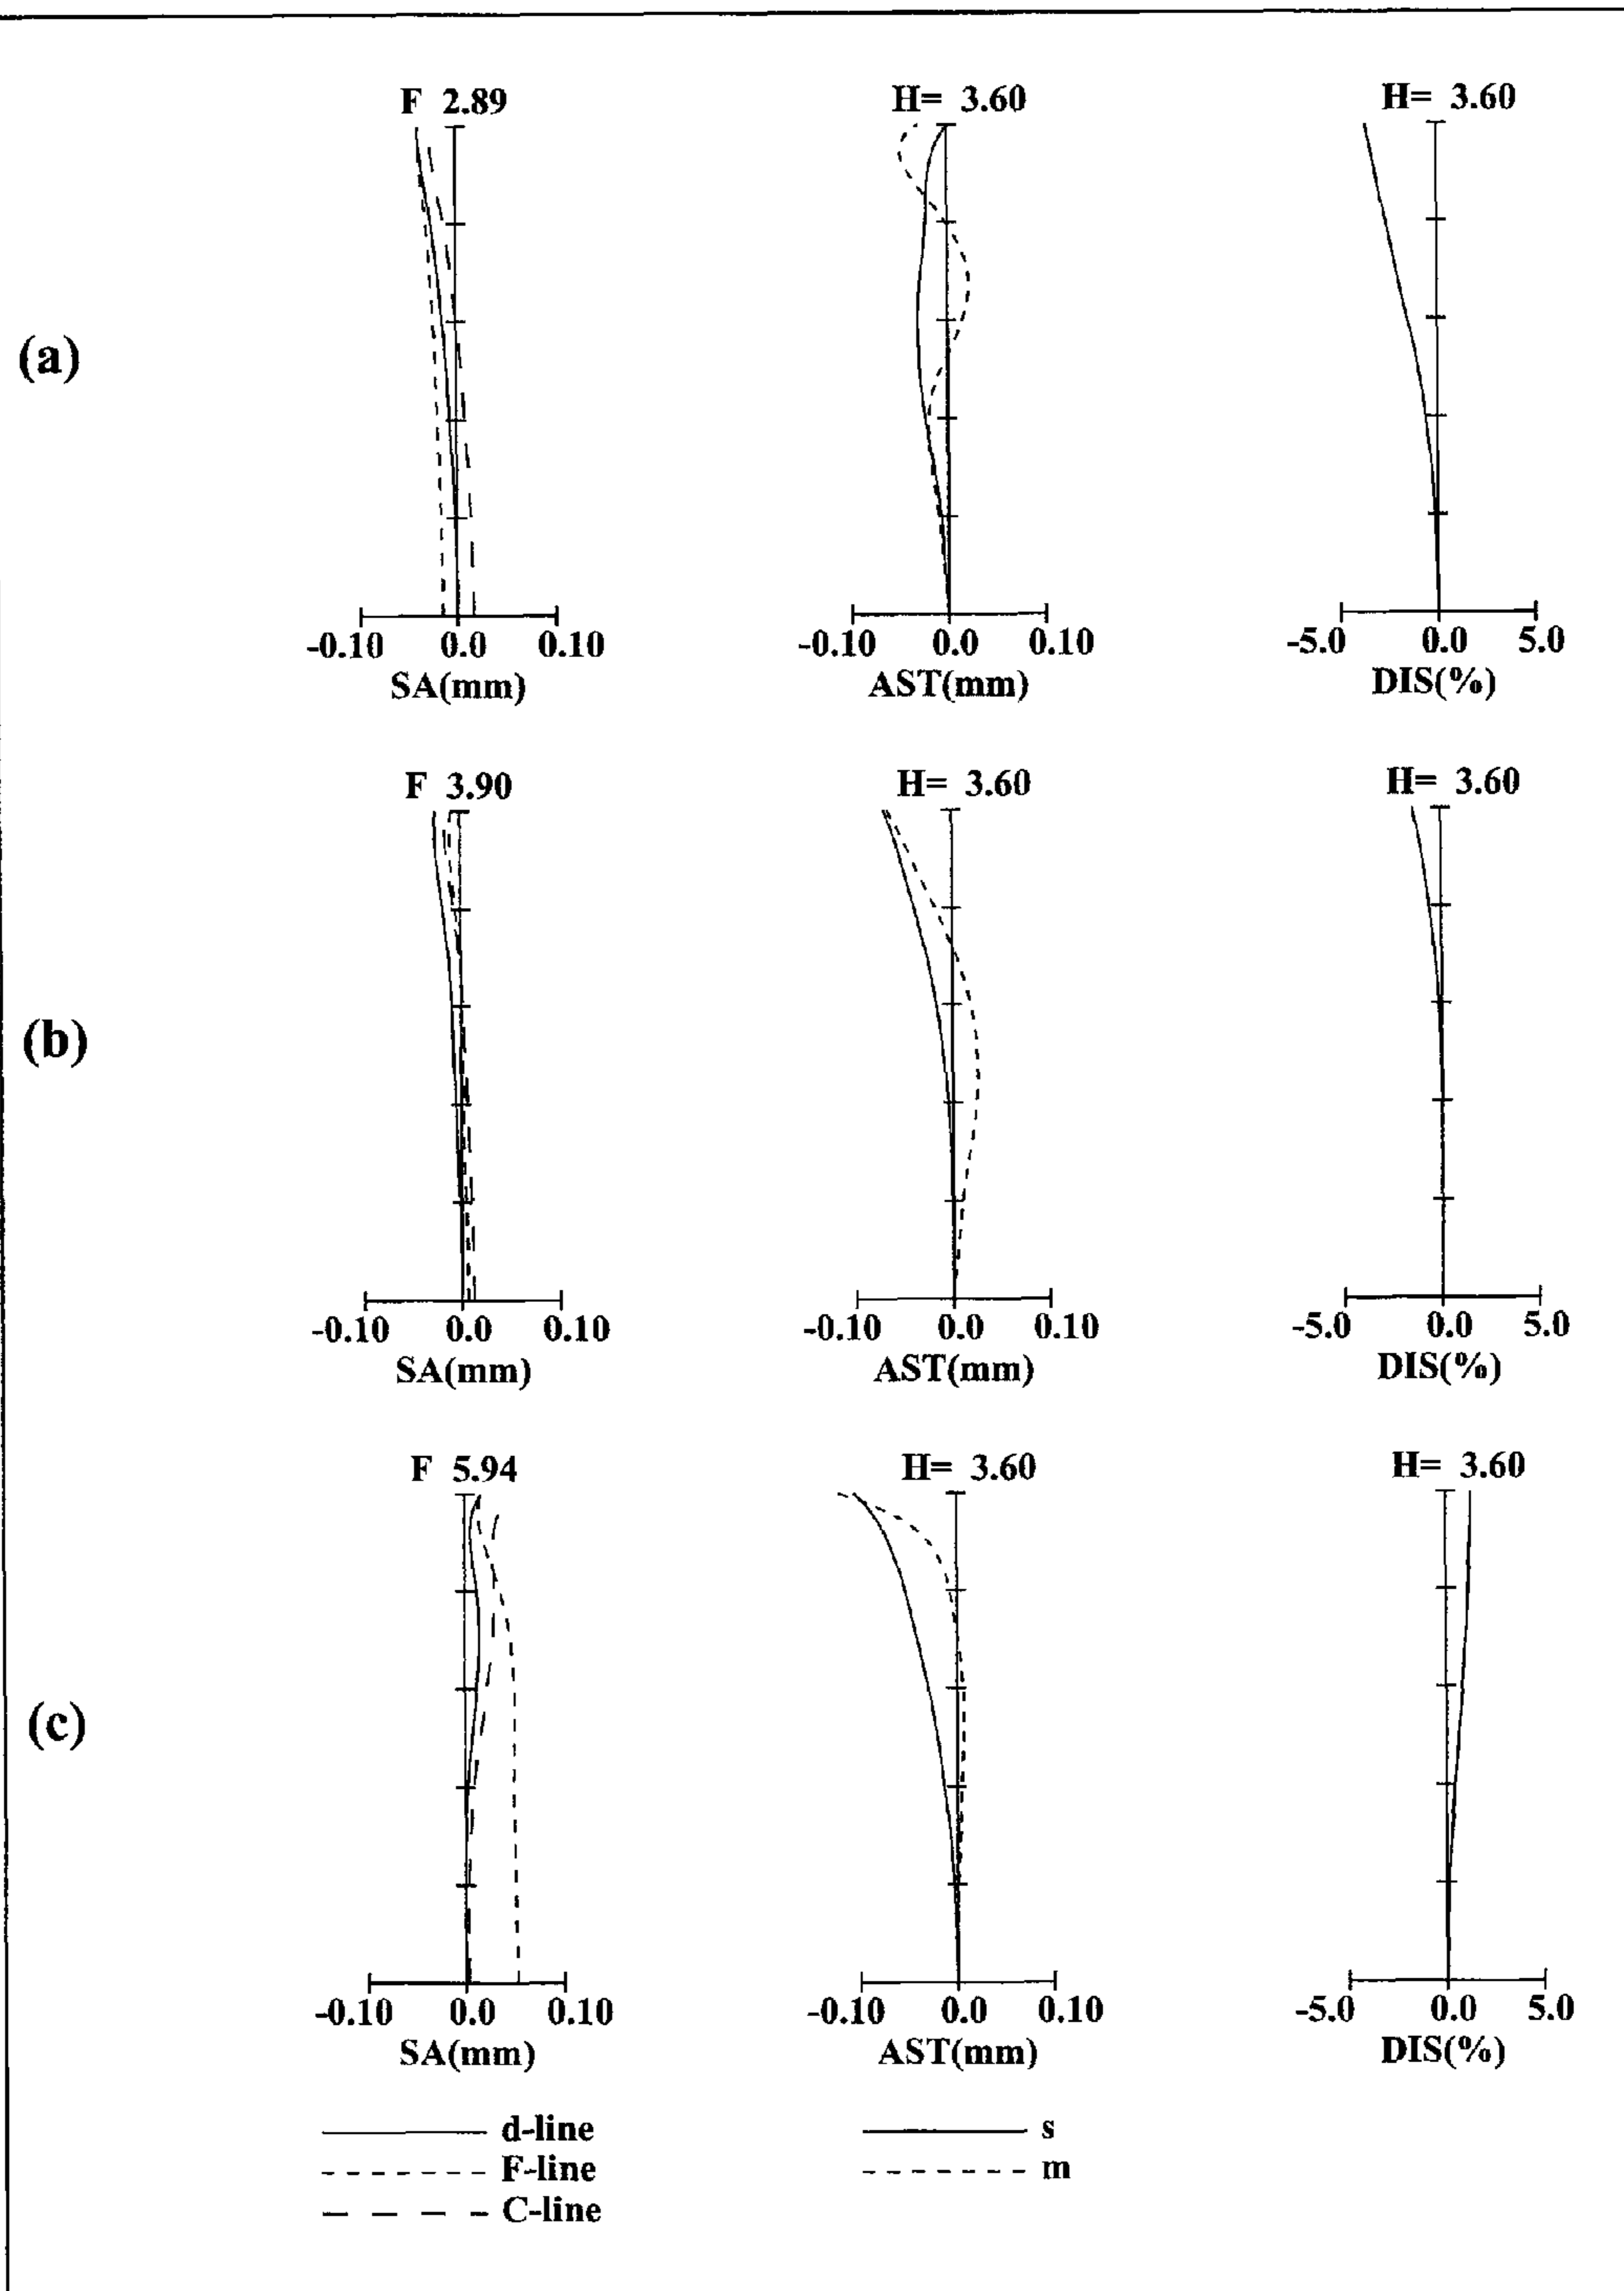 F 2.89 H= 3.60 H= 3.60
(a)
-0.10 0.0 0.10 -0.10 0.0 0.10 -5.0 0.0 5.0
SA(mm) AST(mm) DIS(%)
F 3.90 H= 3.60 H= 3.60
(b)
-0.10 0.0 0.10 -0.10 0.0 0.10 -5.0 0.0 5.0
SA(mm) AST(mm) DIS(%)
F 5.94 H= 3.60 H= 3.60
(c)
-0.10 0.0 0.10 -0.10 0.0 0.10 -5.0 0.0 5.0
SA(mm) AST(mm) DIS(%)
d-line s
F-line m
C-line